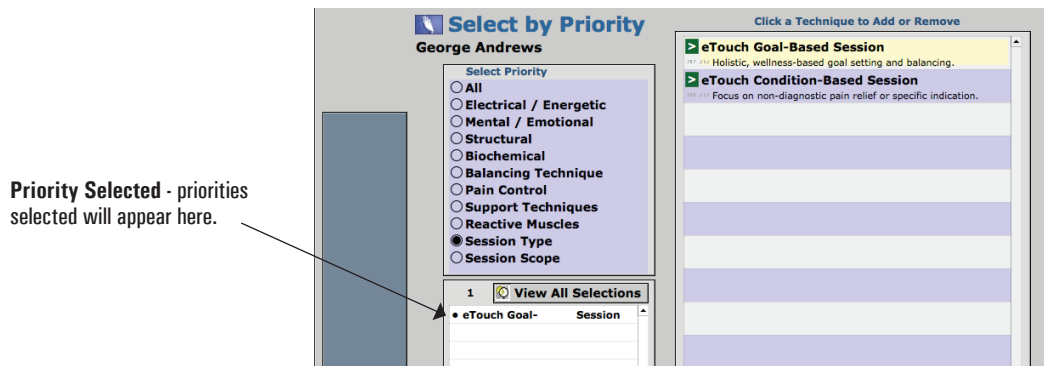 Select by Priority
George Andrews
Select Priority
All
Electrical / Energetic
Mental / Emotional
Structural
Biochemical
Balancing Technique
Pain Control
Support Techniques
Reactive Muscles
Session Type
Session Scope
1 View All Selections
• eTouch Goal- Session
Click a Technique to Add or Remove
> eTouch Goal-Based Session
Holistic, wellness-based goal setting and balancing.
> eTouch Condition-Based Session
Focus on non-diagnostic pain relief or specific indication.
Priority Selected - priorities
selected will appear here.